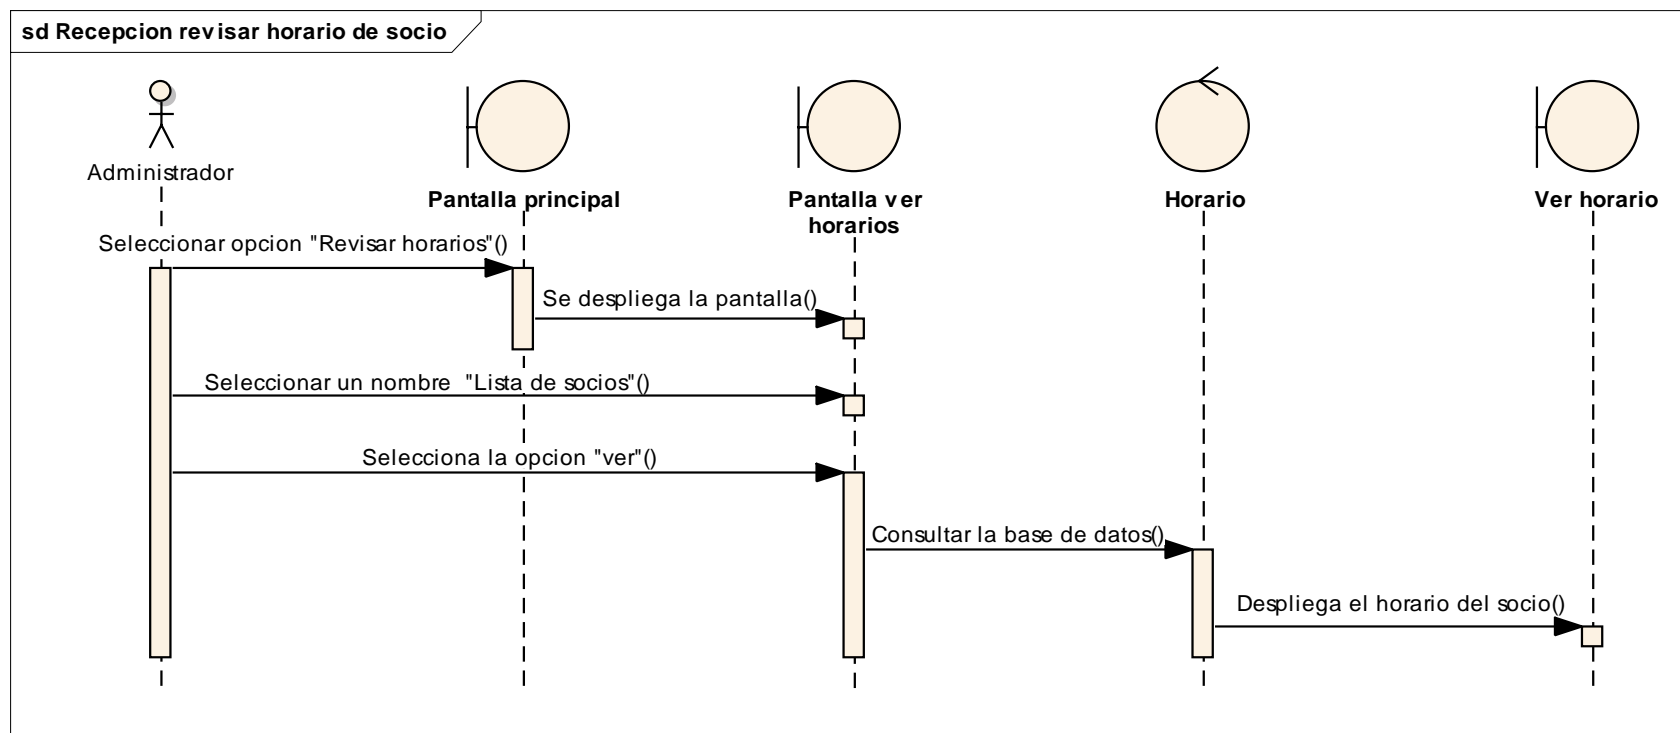 sd Recepcion revisar horario de socio
Administrador
Pantalla principal
Pantalla ver
horarios
Horario
Ver horario
Seleccionar opcion "Revisar horarios"()
Se despliega la pantalla()
Seleccionar un nombre  "Lista de socios"()
Selecciona la opcion "ver"()
Consultar la base de datos()
Despliega el horario del socio()